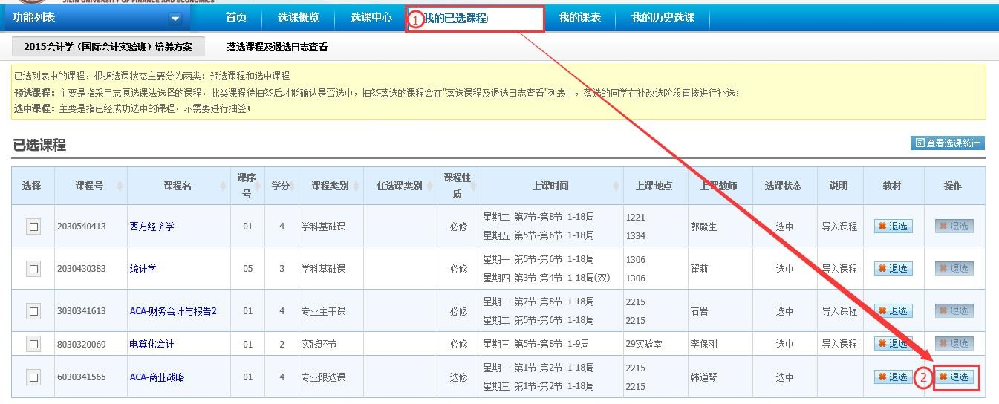 JILIN UNIVERSITY OF FINANCE AND ECONOMICS
功能列表 首页 选课概览 选课中心 ①我的已选课程 我的课表 我的历史选课
2015会计学（国际会计实验班）培养方案 落选课程及退选日志查看
已选列表中的课程，根据选课状态主要分为两类：预选课程和选中课程
预选课程：主要是指采用志愿选课法选择的课程，此类课程待抽签后才能确认是否选中，抽签落选的课程会在"落选课程及退选日志查看"列表中，落选的同学在补改选阶段直接进行补选；
选中课程：主要是指已经成功选中的课程，不需要进行抽签；
已选课程 查看选课统计
选择 课程号 课程名 课序号 学分 课程类别 任选课类别 课程性质 上课时间 上课地点 上课教师 选课状态 说明 教材 操作
2030540413 西方经济学 01 4 学科基础课 必修 星期二 第7节-第8节 1-18周 1221 郭殿生 选中 导入课程 退选 退选
星期五 第5节-第6节 1-18周 1334
2030430383 统计学 05 3 学科基础课 必修 星期一 第5节-第6节 1-18周 1306 翟莉 选中 导入课程 退选 退选
星期四 第3节-第4节 1-18周(双) 1306
3030341613 ACA-财务会计与报告2 01 4 专业主干课 必修 星期一 第7节-第8节 1-18周 2215 石岩 选中 导入课程 退选 退选
星期二 第5节-第6节 1-18周 2215
8030320069 电算化会计 01 2 实践环节 必修 星期三 第5节-第8节 1-9周 29实验室 李保刚 选中 导入课程 退选 退选
6030341565 ACA-商业战略 01 4 专业限选课 选修 星期一 第1节-第2节 1-18周 2215 韩道琴 选中 退选 ② 退选
星期三 第1节-第2节 1-18周 2215